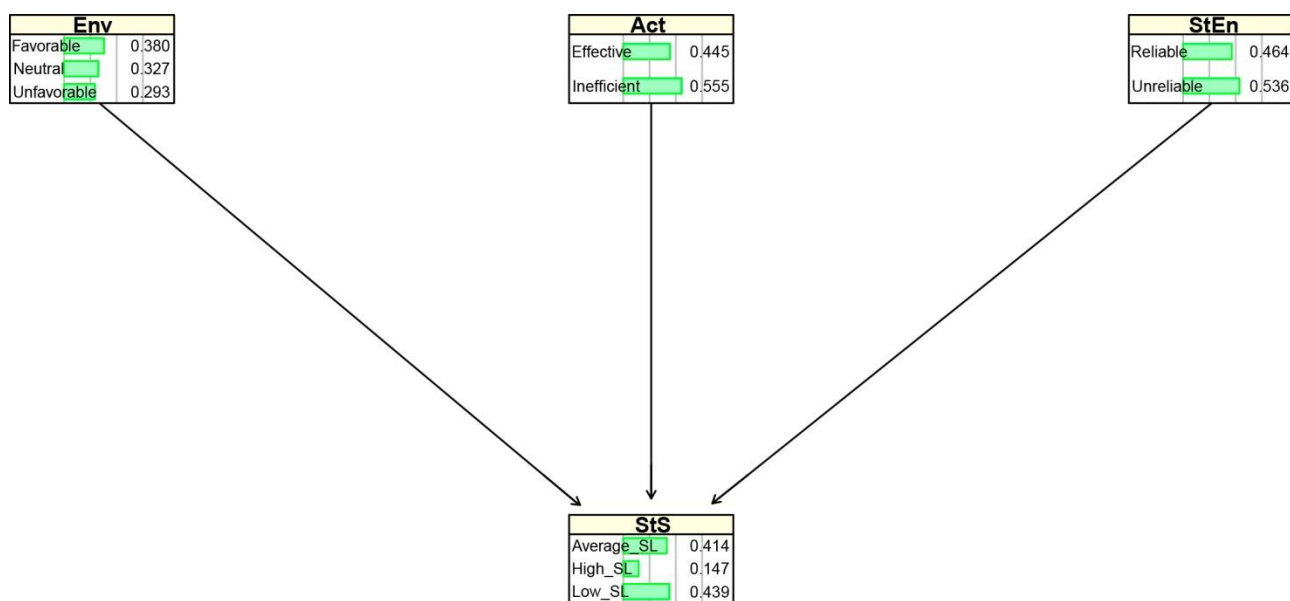 Env
Favorable 0.380
Neutral 0.327
Unfavorable 0.293
Act
Effective 0.445
Inefficient 0.555
StEn
Reliable 0.464
Unreliable 0.536
StS
Average_SL 0.414
High_SL 0.147
Low_SL 0.439